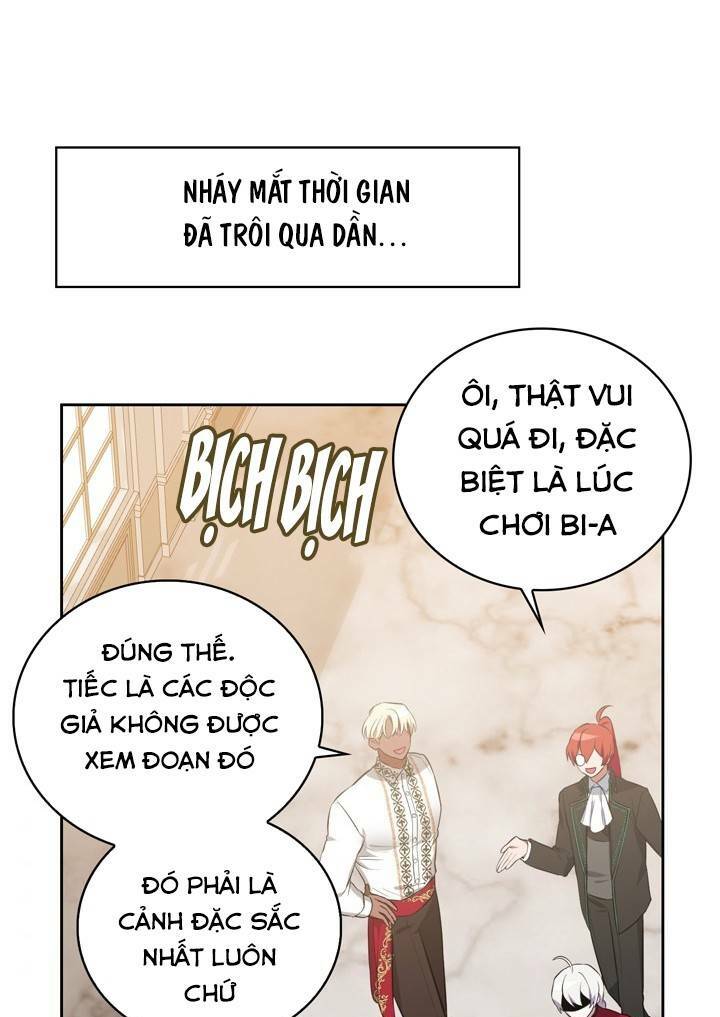 NHÁY MẮT THỜI GIAN
ĐÃ TRÔI QUA DẦN...
ÔI, THẬT VUI
QUÁ ĐI, ĐẶC
BIỆT LÀ LÚC
CHƠI BI-A
BỊCH BỊCH
ĐÚNG THẾ.
TIẾC LÀ CÁC ĐỘC
GIẢ KHÔNG ĐƯỢC
XEM ĐOẠN ĐÓ
ĐÓ PHẢI LÀ
CẢNH ĐẶC SẮC
NHẤT LUÔN
CHỨ